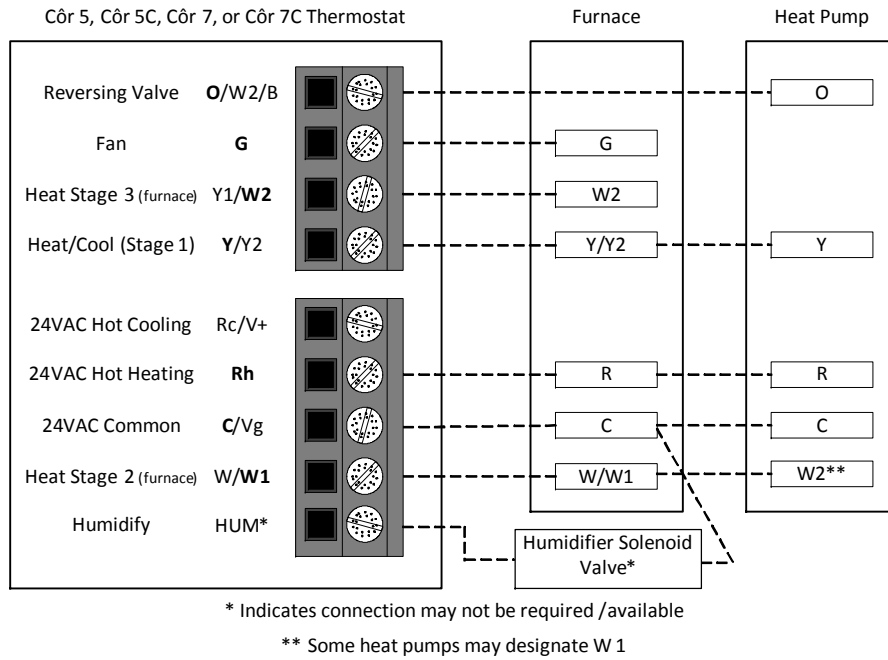 Côr 5, Côr 5C, Côr 7, or Côr 7C Thermostat Furnace Heat Pump
Reversing Valve O/W2/B O
Fan G G
Heat Stage 3 (furnace) Y1/W2 W2
Heat/Cool (Stage 1) Y/Y2 Y/Y2 Y
24VAC Hot Cooling Rc/V+
24VAC Hot Heating Rh R R
24VAC Common C/Vg C C
Heat Stage 2 (furnace) W/W1 W/W1 W2**
Humidify HUM*
Humidifier Solenoid
Valve*
* Indicates connection may not be required /available
** Some heat pumps may designate W 1